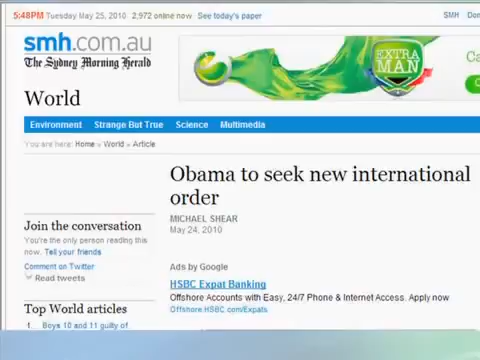 5:48PM Tuesday May 25, 2010 2,972 online now See today's paper SMH
smh.com.au
The Sydney Morning Herald
EXTRA
MAN
World
Environment Strange But True Science Multimedia
You are here: Home » World » Article
Obama to seek new international
order
MICHAEL SHEAR
May 24, 2010
Join the conversation
You're the only person reading this
now. Tell your friends
Comment on Twitter
Read tweets
Ads by Google
HSBC Expat Banking
Offshore Accounts with Easy, 24/7 Phone & Internet Access. Apply now
Offshore.HSBC.com/Expats
Top World articles
1. Boys 10 and 11 guilty of